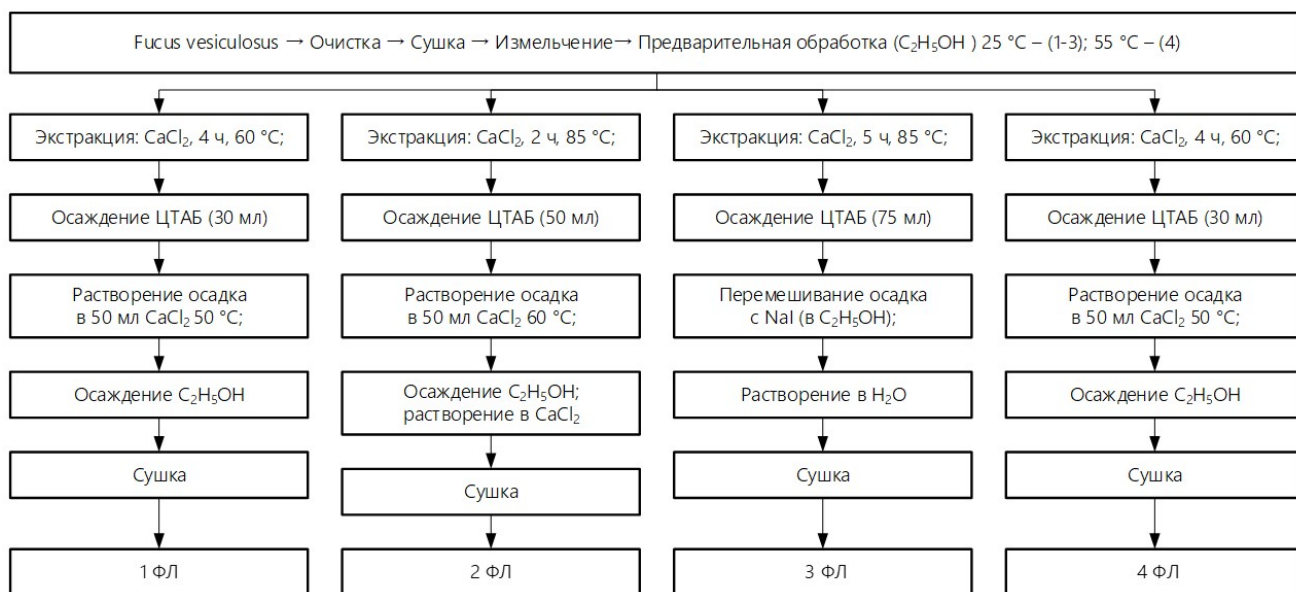 Fucus vesiculosus → Очистка → Сушка → Измельчение→ Предварительная обработка (C₂H₅OH ) 25 °C – (1-3); 55 °C – (4)
Экстракция: CaCl₂, 4 ч, 60 °C;
Экстракция: CaCl₂, 2 ч, 85 °C;
Экстракция: CaCl₂, 5 ч, 85 °C;
Экстракция: CaCl₂, 4 ч, 60 °C;
Осаждение ЦТАБ (30 мл)
Осаждение ЦТАБ (50 мл)
Осаждение ЦТАБ (75 мл)
Осаждение ЦТАБ (30 мл)
Растворение осадка
в 50 мл CaCl₂ 50 °C;
Растворение осадка
в 50 мл CaCl₂ 60 °C;
Перемешивание осадка
с NaI (в C₂H₅OH);
Растворение осадка
в 50 мл CaCl₂ 50 °C;
Осаждение C₂H₅OH
Осаждение C₂H₅OH;
растворение в CaCl₂
Растворение в H₂O
Осаждение C₂H₅OH
Сушка
Сушка
Сушка
Сушка
1 ФЛ
2 ФЛ
3 ФЛ
4 ФЛ